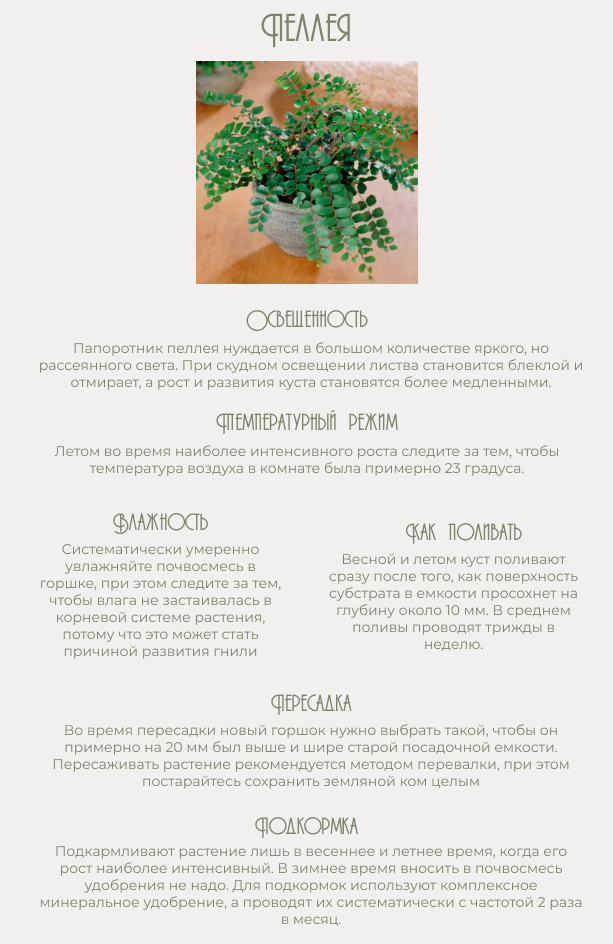 Пеллея
Освещенность
Папоротник пеллея нуждается в большом количестве яркого, но
рассеянного света. При скудном освещении листва становится блеклой и
отмирает, а рост и развития куста становятся более медленными.
Температурный режим
Летом во время наиболее интенсивного роста следите за тем, чтобы
температура воздуха в комнате была примерно 23 градуса.
Влажность
Систематически умеренно
увлажняйте почвосмесь в
горшке, при этом следите за тем,
чтобы влага не застаивалась в
корневой системе растения,
потому что это может стать
причиной развития гнили
Как поливать
Весной и летом куст поливают
сразу после того, как поверхность
субстрата в емкости просохнет на
глубину около 10 мм. В среднем
поливы проводят трижды в
неделю.
Пересадка
Во время пересадки новый горшок нужно выбрать такой, чтобы он
примерно на 20 мм был выше и шире старой посадочной емкости.
Пересаживать растение рекомендуется методом перевалки, при этом
постарайтесь сохранить земляной ком целым
Подкормка
Подкармливают растение лишь в весеннее и летнее время, когда его
рост наиболее интенсивный. В зимнее время вносить в почвосмесь
удобрения не надо. Для подкормок используют комплексное
минеральное удобрение, а проводят их систематически с частотой 2 раза
в месяц.